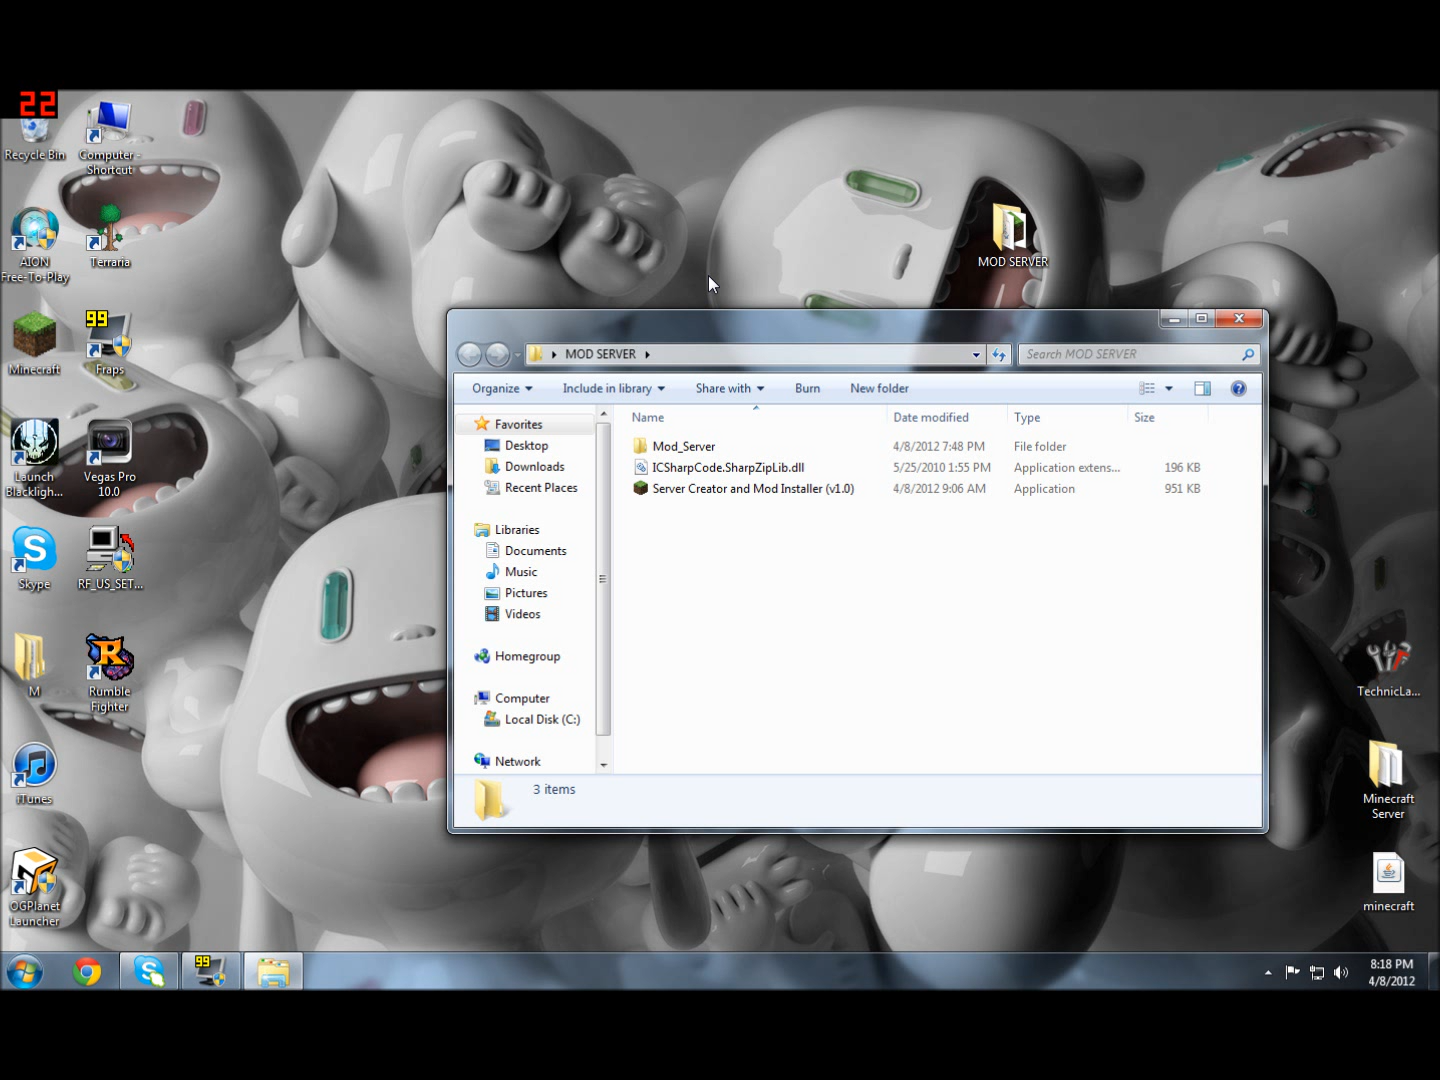 22
Recycle Bin
Computer -
Shortcut
AION
Free-To-Play
Terraria
Minecraft
99
Fraps
Launch
Blackligh...
Vegas Pro
10.0
Skype
RF_US_SET...
M
Rumble
Fighter
iTunes
OGPlanet
Launcher
MOD SERVER
TechnicLa...
Minecraft
Server
minecraft
MOD SERVER
Search MOD SERVER
Organize
Include in library
Share with
Burn
New folder
Favorites
Desktop
Downloads
Recent Places
Libraries
Documents
Music
Pictures
Videos
Homegroup
Computer
Local Disk (C:)
Network
Name Date modified Type Size
Mod_Server 4/8/2012 7:48 PM File folder
ICSharpCode.SharpZipLib.dll 5/25/2010 1:55 PM Application extens... 196 KB
Server Creator and Mod Installer (v1.0) 4/8/2012 9:06 AM Application 951 KB
3 items
99
8:18 PM
4/8/2012